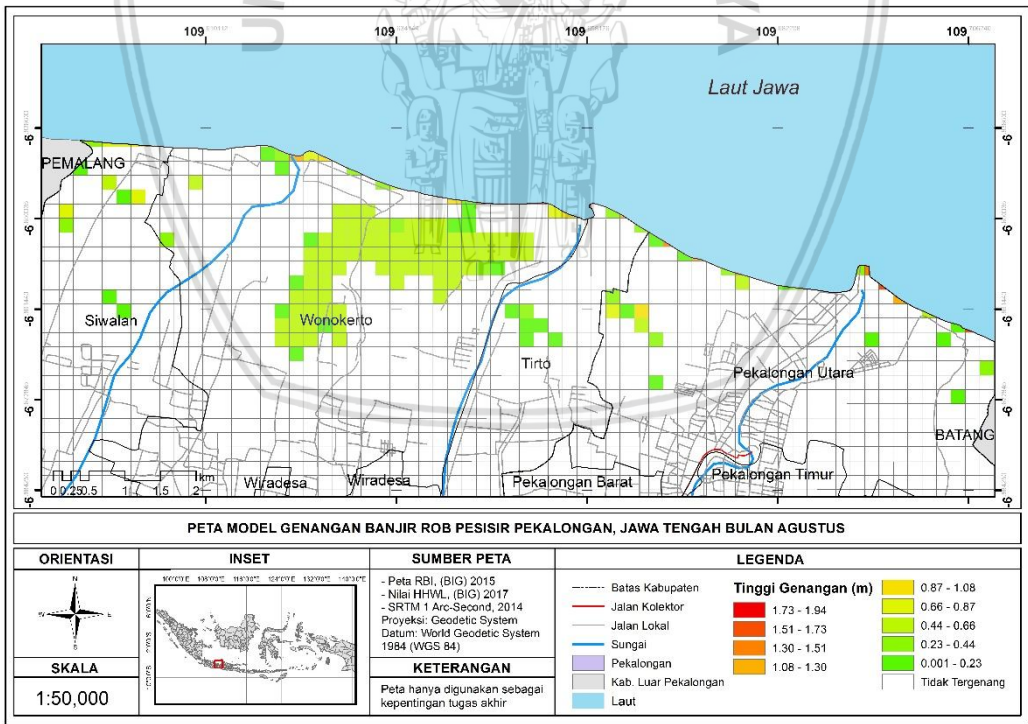 109 109 109 109 109
Laut Jawa
PEMALANG
Siwalan
Wonokerto
Tirto
Pekalongan Utara
BATANG
Wiradesa
Wiradesa
Pekalongan Barat
Pekalongan Timur
km
0 0.25 0.5 1 1.5 2
-6
-6
-6
-6
-6
PETA MODEL GENANGAN BANJIR ROB PESISIR PEKALONGAN, JAWA TENGAH BULAN AGUSTUS
ORIENTASI
N
W E
S
SKALA
1:50,000
INSET
SUMBER PETA
- Peta RBI, (BIG) 2015
- Nilai HHWL, (BIG) 2017
- SRTM 1 Arc-Second, 2014
Proyeksi: Geodetic System
Datum: World Geodetic System
1984 (WGS 84)
KETERANGAN
Peta hanya digunakan sebagai
kepentingan tugas akhir
LEGENDA
Batas Kabupaten
Jalan Kolektor
Jalan Lokal
Sungai
Pekalongan
Kab. Luar Pekalongan
Laut
Tinggi Genangan (m)
1.73 - 1.94
1.51 - 1.73
1.30 - 1.51
1.08 - 1.30
0.87 - 1.08
0.66 - 0.87
0.44 - 0.66
0.23 - 0.44
0.001 - 0.23
Tidak Tergenang